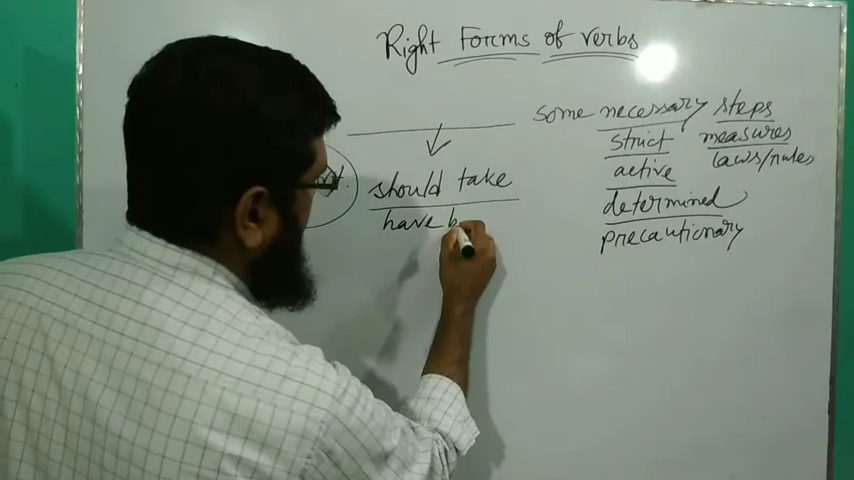 Right Forms of verbs
some necessary steps
strict measures
active laws/rules
should take determined
have b precautionary